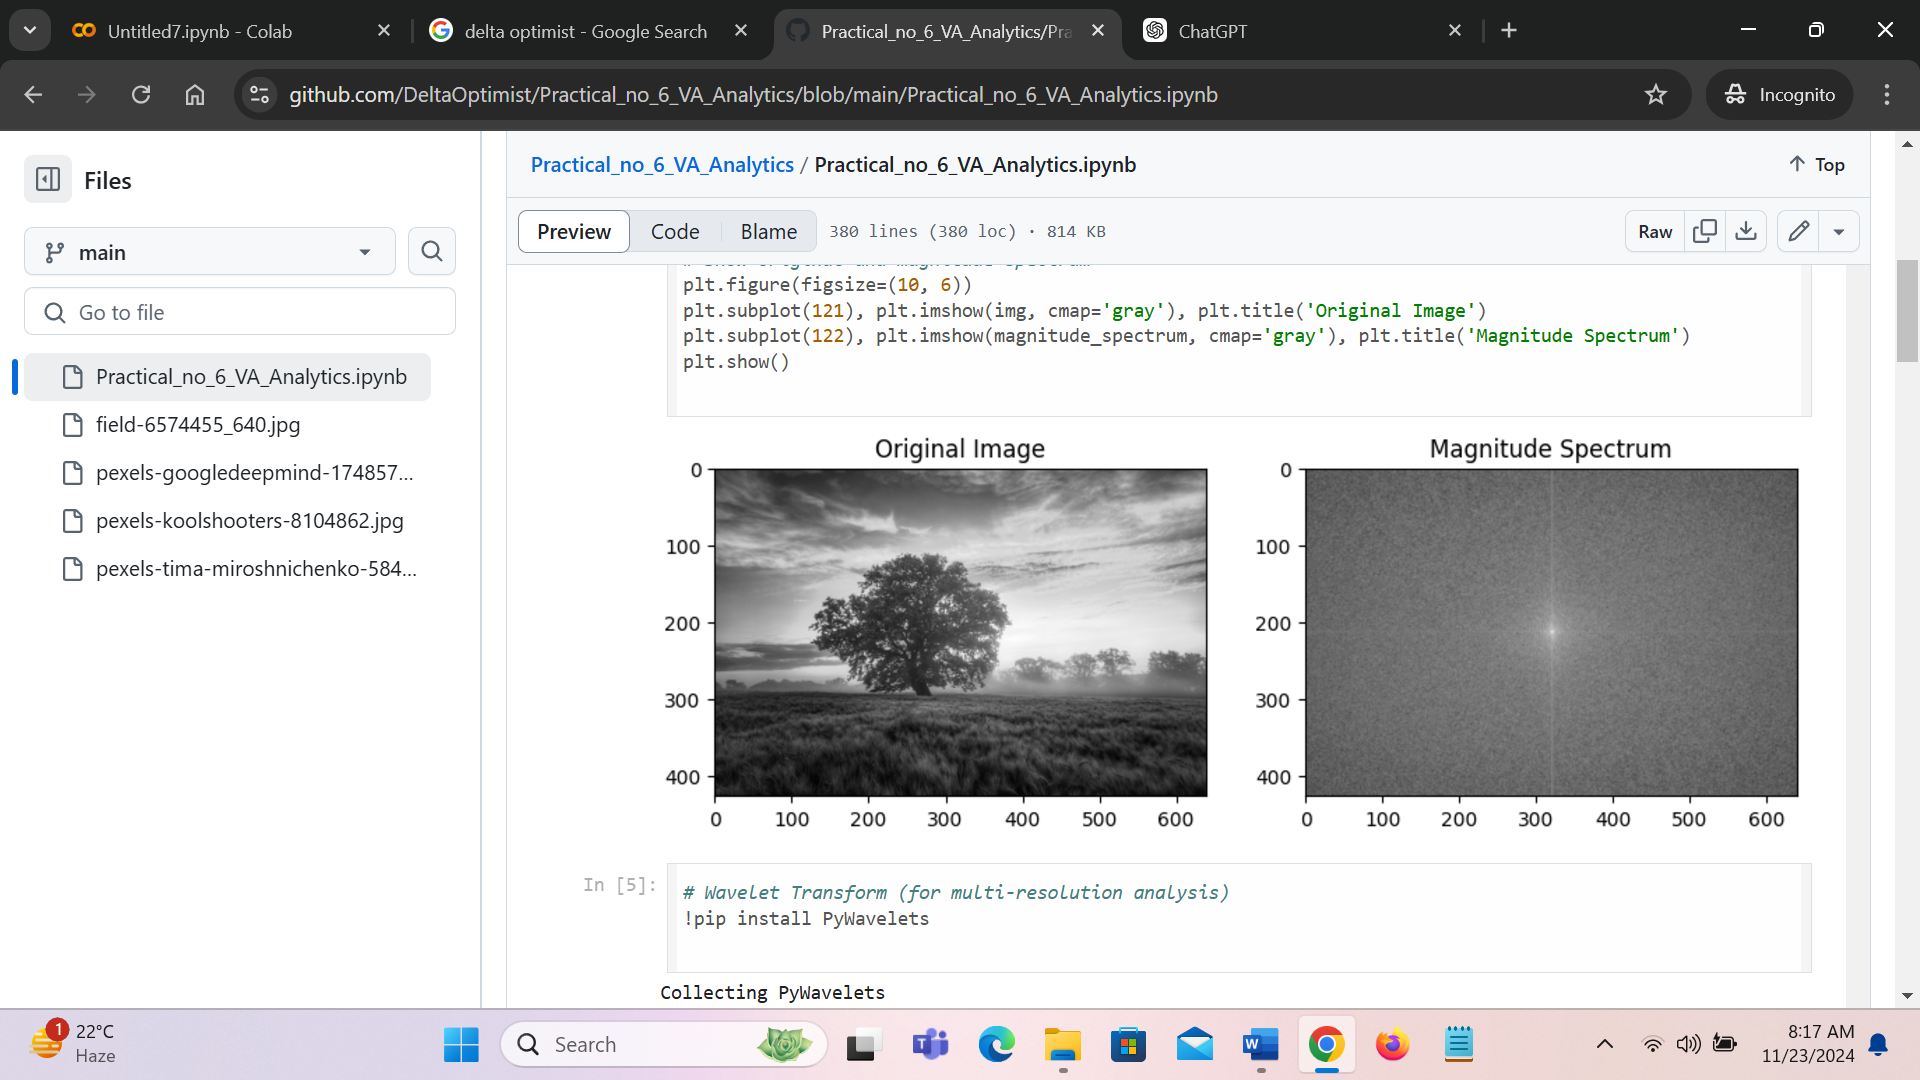 Untitled7.ipynb - Colab
delta optimist - Google Search
Practical_no_6_VA_Analytics/Pra
ChatGPT
github.com/DeltaOptimist/Practical_no_6_VA_Analytics/blob/main/Practical_no_6_VA_Analytics.ipynb
Incognito
Files
main
Go to file
Practical_no_6_VA_Analytics.ipynb
field-6574455_640.jpg
pexels-googledeepmind-174857...
pexels-koolshooters-8104862.jpg
pexels-tima-miroshnichenko-584...
Practical_no_6_VA_Analytics / Practical_no_6_VA_Analytics.ipynb
Top
Preview Code Blame 380 lines (380 loc) · 814 KB
Raw
plt.figure(figsize=(10, 6))
plt.subplot(121), plt.imshow(img, cmap='gray'), plt.title('Original Image')
plt.subplot(122), plt.imshow(magnitude_spectrum, cmap='gray'), plt.title('Magnitude Spectrum')
plt.show()
Original Image
0
100
200
300
400
0 100 200 300 400 500 600
Magnitude Spectrum
0
100
200
300
400
0 100 200 300 400 500 600
In [5]:
# Wavelet Transform (for multi-resolution analysis)
!pip install PyWavelets
Collecting PyWavelets
1
22°C
Haze
Search
8:17 AM
11/23/2024